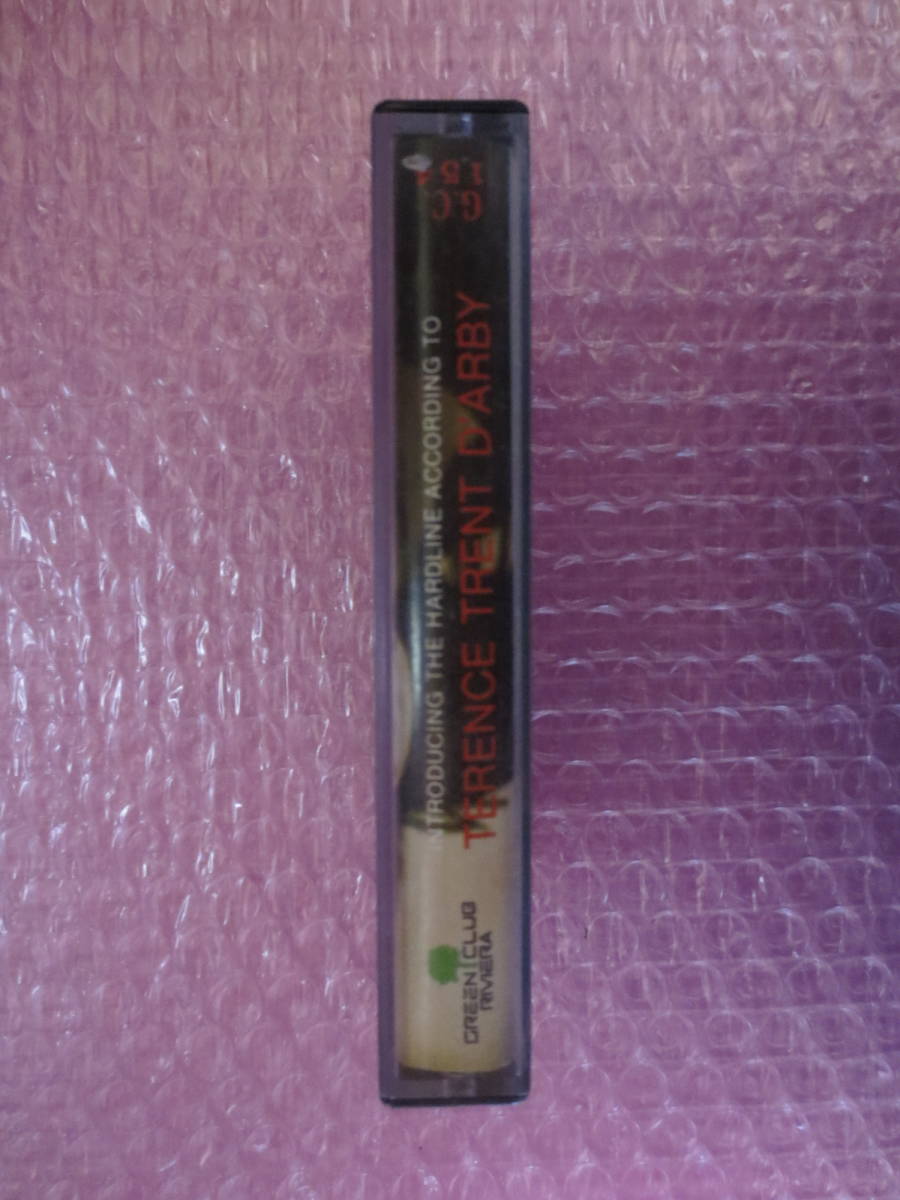 INTRODUCING THE HARDLINE ACCORDING TO
TERENCE TRENT D'ARBY
GREEN CLUB
RIVIERA
G.C